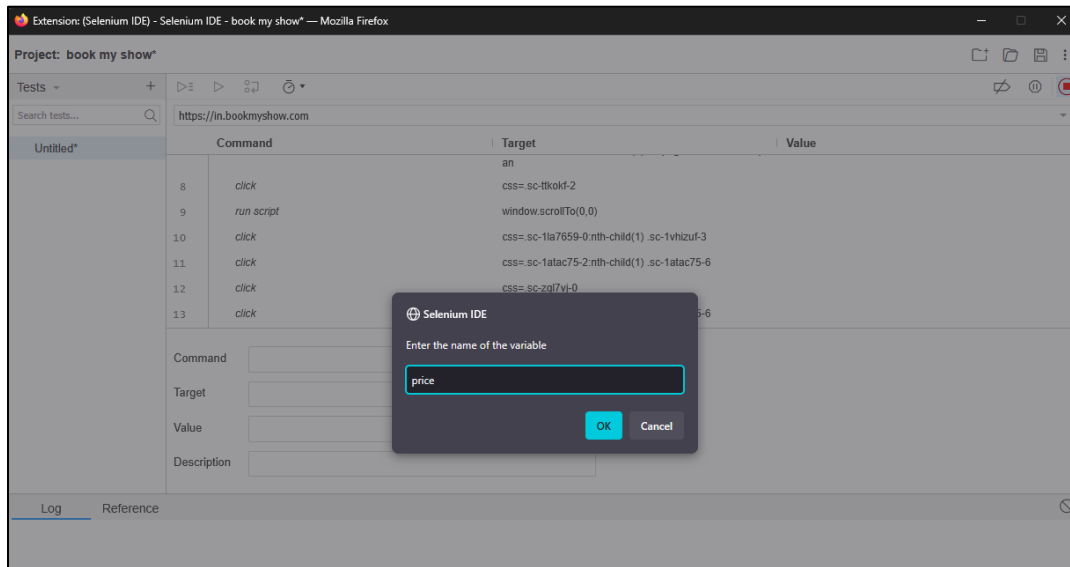 Extension: (Selenium IDE) - Selenium IDE - book my show* — Mozilla Firefox
Project: book my show*
Tests
Search tests...
https://in.bookmyshow.com
Untitled*
Command Target Value
an
8 click css=.sc-ttkokf-2
9 run script window.scrollTo(0,0)
10 click css=.sc-1la7659-0:nth-child(1) .sc-1vhizuf-3
11 click css=.sc-1atac75-2:nth-child(1) .sc-1atac75-6
12 click css=.sc-zgl7vj-0
13 click 5-6
Selenium IDE
Enter the name of the variable
price
OK Cancel
Command
Target
Value
Description
Log Reference